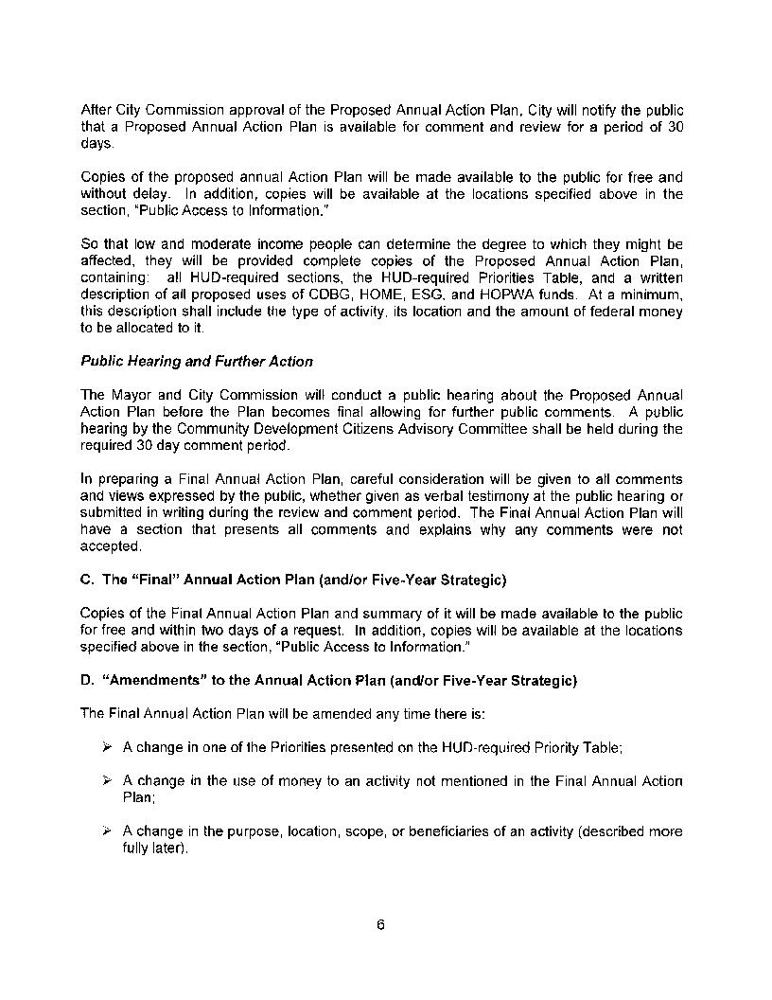 After City Commission approval of the Proposed Annual Action Plan, City will notify the public
that a Proposed Annual Action Plan is available for comment and review for a period of 30
days.
Copies of the proposed annual Action Plan will be made available to the public for free and
without delay. In addition, copies will be available at the locations specified above in the
section, “Public Access to Information.”
So that low and moderate income people can determine the degree to which they might be
affected, they will be provided complete copies of the Proposed Annual Action Plan,
containing: all HUD-required sections, the HUD-required Priorities Table, and a written
description of all proposed uses of CDBG, HOME, ESG, and HOPWA funds. At a minimum,
this description shall include the type of activity, its location and the amount of federal money
to be allocated to it.
Public Hearing and Further Action
The Mayor and City Commission will conduct a public hearing about the Proposed Annual
Action Plan before the Plan becomes final allowing for further public comments. A public
hearing by the Community Development Citizens Advisory Committee shall be held during the
required 30 day comment period.
In preparing a Final Annual Action Plan, careful consideration will be given to all comments
and views expressed by the public, whether given as verbal testimony at the public hearing or
submitted in writing during the review and comment period. The Final Annual Action Plan will
have a section that presents all comments and explains why any comments were not
accepted.
C. The “Final” Annual Action Plan (and/or Five-Year Strategic)
Copies of the Final Annual Action Plan and summary of it will be made available to the public
for free and within two days of a request. In addition, copies will be available at the locations
specified above in the section, “Public Access to Information.”
D. “Amendments” to the Annual Action Plan (and/or Five-Year Strategic)
The Final Annual Action Plan will be amended any time there is:
➢ A change in one of the Priorities presented on the HUD-required Priority Table;
➢ A change in the use of money to an activity not mentioned in the Final Annual Action
Plan;
➢ A change in the purpose, location, scope, or beneficiaries of an activity (described more
fully later).
6